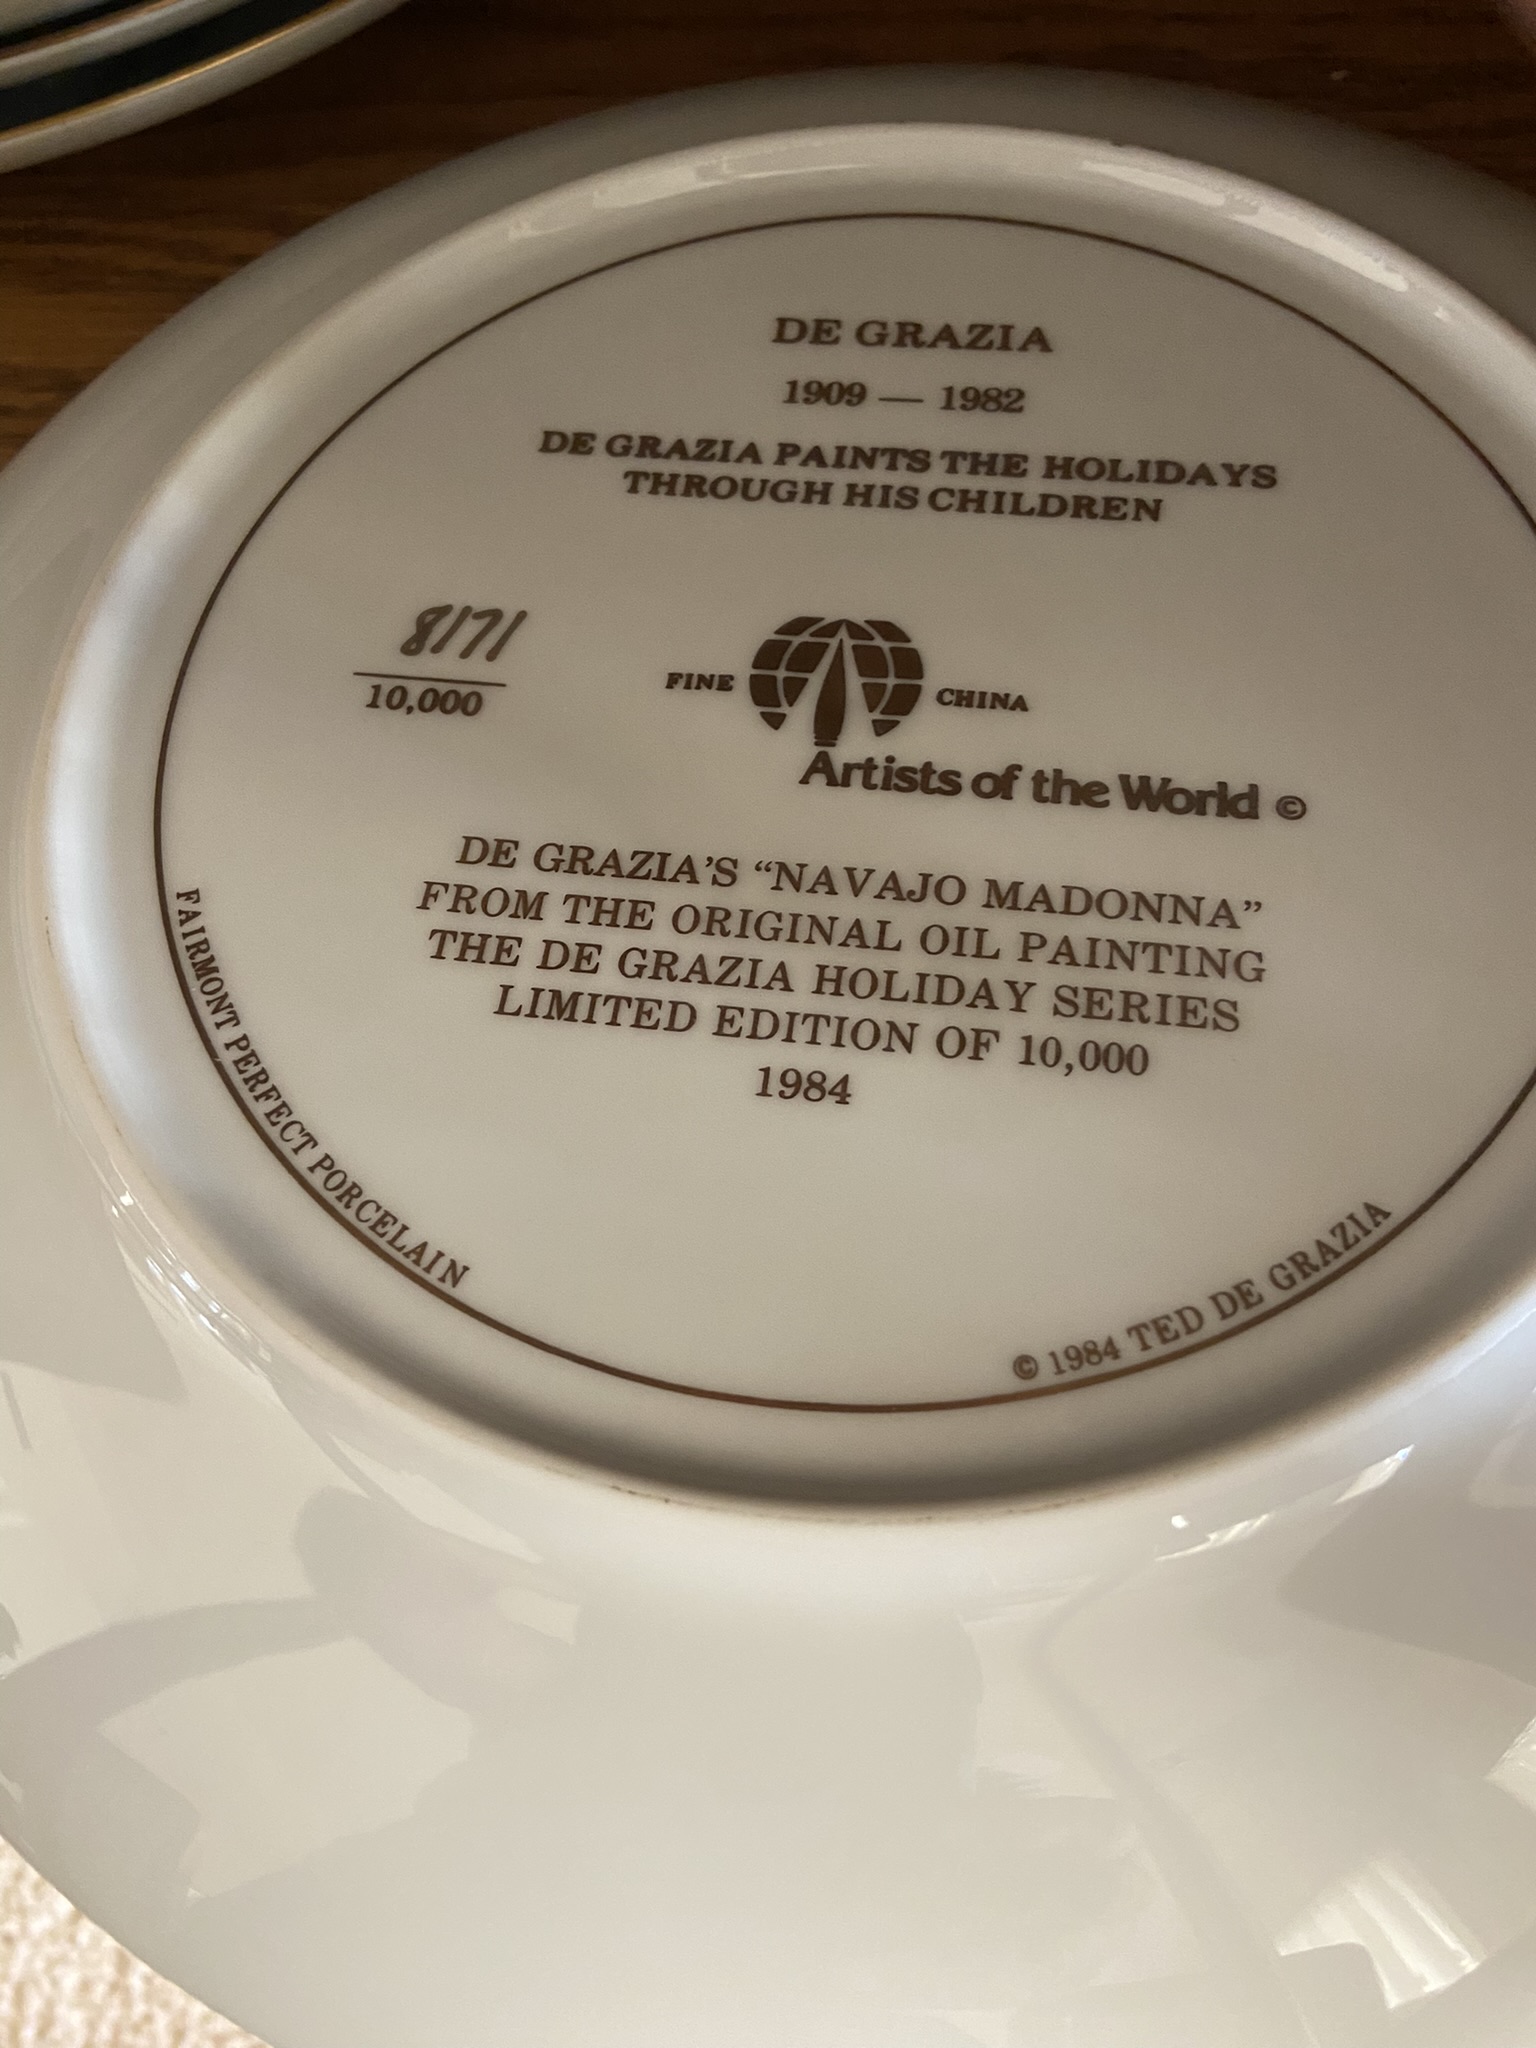 DE GRAZIA
1909 — 1982
DE GRAZIA PAINTS THE HOLIDAYS
THROUGH HIS CHILDREN
8171
10,000
FINE CHINA
Artists of the World ©
DE GRAZIA'S “NAVAJO MADONNA”
FROM THE ORIGINAL OIL PAINTING
THE DE GRAZIA HOLIDAY SERIES
LIMITED EDITION OF 10,000
1984
FAIRMONT PERFECT PORCELAIN
© 1984 TED DE GRAZIA